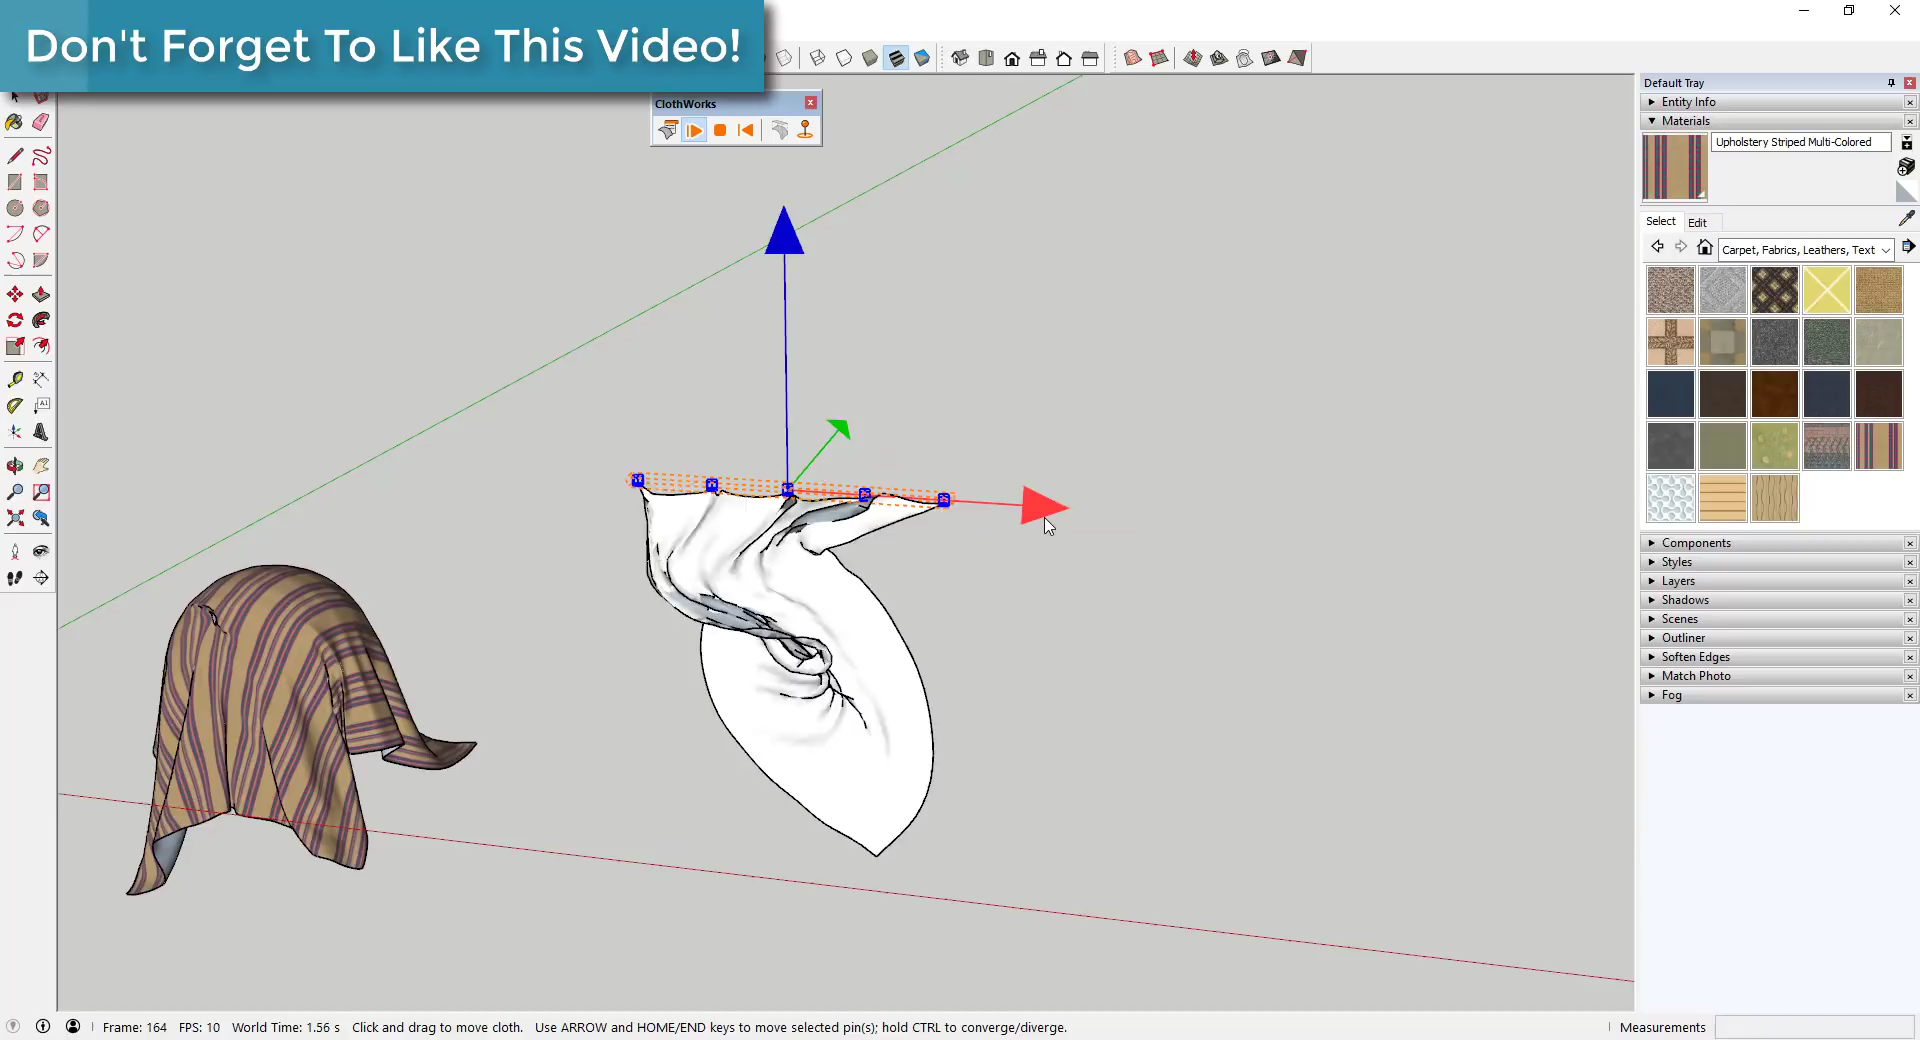 Don't Forget To Like This Video!
ClothWorks
Default Tray
Entity Info
Materials
Upholstery Striped Multi-Colored
Select
Edit
Carpet, Fabrics, Leathers, Text
Components
Styles
Layers
Shadows
Scenes
Outliner
Soften Edges
Match Photo
Fog
Frame: 164 FPS: 10 World Time: 1.56 s Click and drag to move cloth. Use ARROW and HOME/END keys to move selected pin(s); hold CTRL to converge/diverge.
Measurements